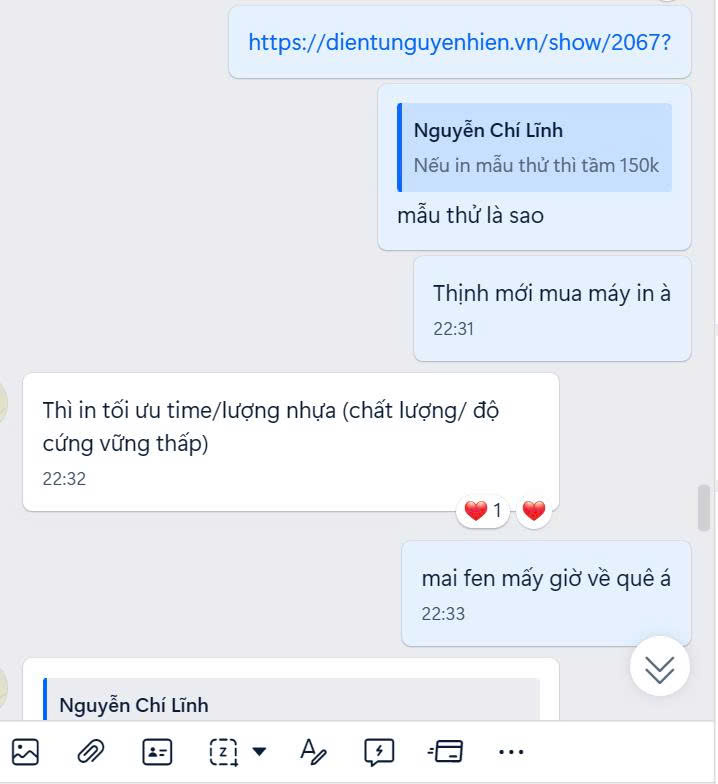 https://dientunguyenhien.vn/show/2067?
Nguyễn Chí Lĩnh
Nếu in mẫu thử thì tầm 150k
mẫu thử là sao
Thịnh mới mua máy in à
22:31
Thì in tối ưu time/lượng nhựa (chất lượng/ độ
cứng vững thấp)
22:32
1
mai fen mấy giờ về quê á
22:33
Nguyễn Chí Lĩnh